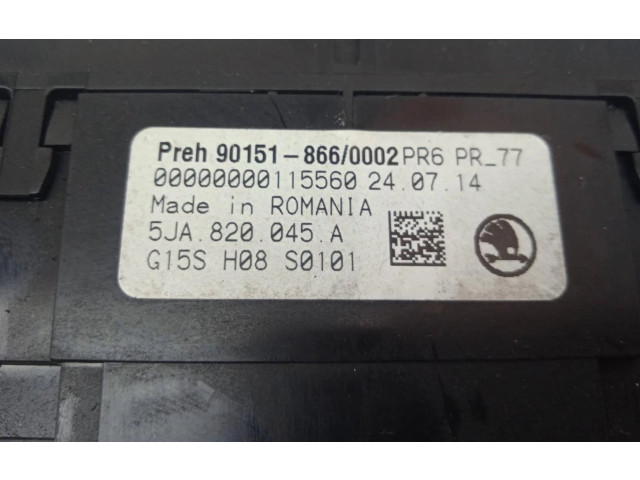 Preh 90151-866/0002 PR6 PR_77
00000000115560 24.07.14
Made in ROMANIA
5JA.820.045.A
G15S H08 S0101